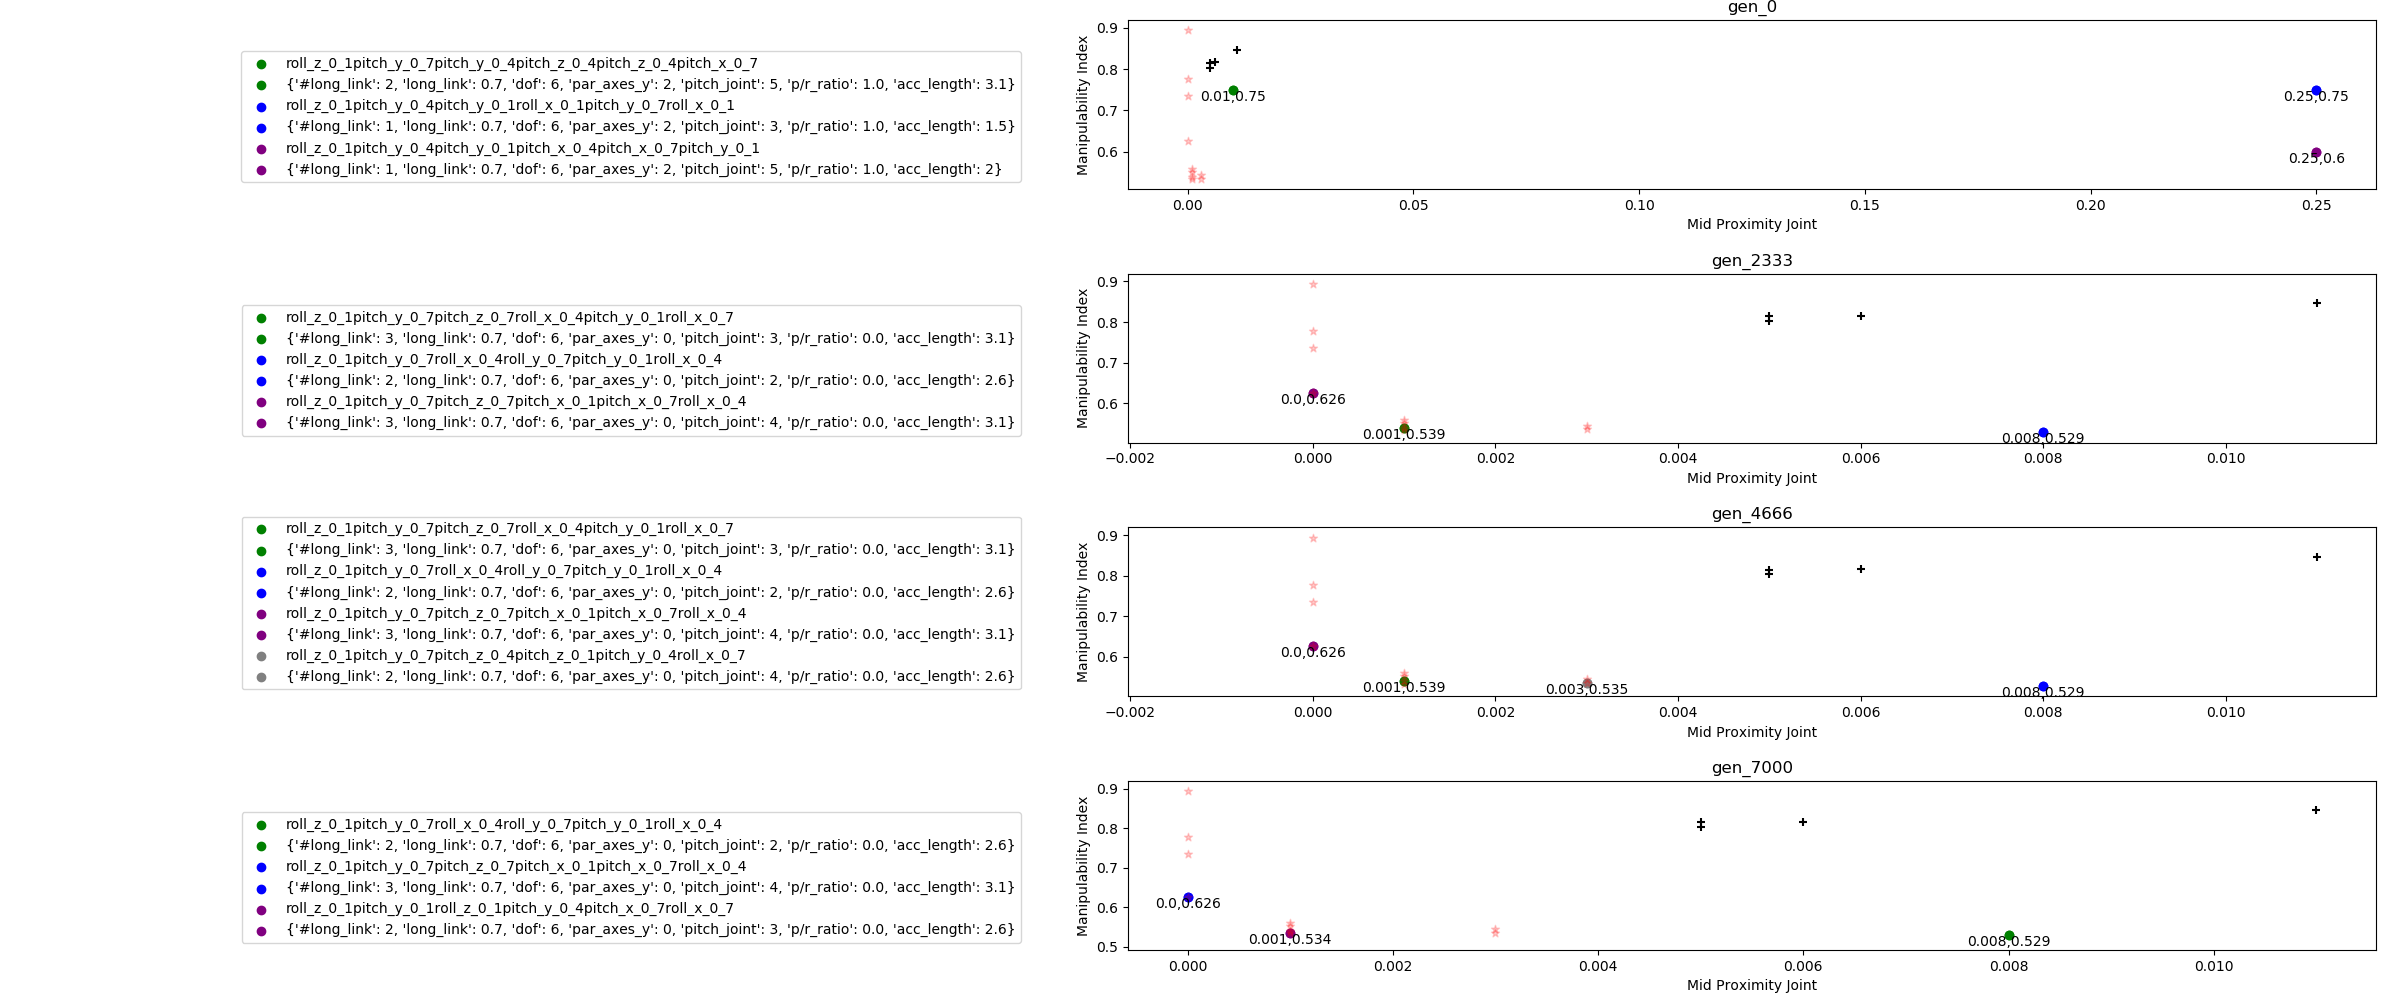 gen_0
roll_z_0_1pitch_y_0_7pitch_y_0_4pitch_z_0_4pitch_z_0_4pitch_x_0_7
{'#long_link': 2, 'long_link': 0.7, 'dof': 6, 'par_axes_y': 2, 'pitch_joint': 5, 'p/r_ratio': 1.0, 'acc_length': 3.1}
roll_z_0_1pitch_y_0_4pitch_y_0_1roll_x_0_1pitch_y_0_7roll_x_0_1
{'#long_link': 1, 'long_link': 0.7, 'dof': 6, 'par_axes_y': 2, 'pitch_joint': 3, 'p/r_ratio': 1.0, 'acc_length': 1.5}
roll_z_0_1pitch_y_0_4pitch_y_0_1pitch_x_0_4pitch_x_0_7pitch_y_0_1
{'#long_link': 1, 'long_link': 0.7, 'dof': 6, 'par_axes_y': 2, 'pitch_joint': 5, 'p/r_ratio': 1.0, 'acc_length': 2}
Manipulability Index
0.9
0.8
0.7
0.6
0.01,0.75
0.25,0.75
0.25,0.6
0.00 0.05 0.10 0.15 0.20 0.25
Mid Proximity Joint
gen_2333
roll_z_0_1pitch_y_0_7pitch_z_0_7roll_x_0_4pitch_y_0_1roll_x_0_7
{'#long_link': 3, 'long_link': 0.7, 'dof': 6, 'par_axes_y': 0, 'pitch_joint': 3, 'p/r_ratio': 0.0, 'acc_length': 3.1}
roll_z_0_1pitch_y_0_7roll_x_0_4roll_y_0_7pitch_y_0_1roll_x_0_4
{'#long_link': 2, 'long_link': 0.7, 'dof': 6, 'par_axes_y': 0, 'pitch_joint': 2, 'p/r_ratio': 0.0, 'acc_length': 2.6}
roll_z_0_1pitch_y_0_7pitch_z_0_7pitch_x_0_1pitch_x_0_7roll_x_0_4
{'#long_link': 3, 'long_link': 0.7, 'dof': 6, 'par_axes_y': 0, 'pitch_joint': 4, 'p/r_ratio': 0.0, 'acc_length': 3.1}
Manipulability Index
0.9
0.8
0.7
0.6
0.0,0.626
0.001,0.539
0.008,0.529
−0.002 0.000 0.002 0.004 0.006 0.008 0.010
Mid Proximity Joint
gen_4666
roll_z_0_1pitch_y_0_7pitch_z_0_7roll_x_0_4pitch_y_0_1roll_x_0_7
{'#long_link': 3, 'long_link': 0.7, 'dof': 6, 'par_axes_y': 0, 'pitch_joint': 3, 'p/r_ratio': 0.0, 'acc_length': 3.1}
roll_z_0_1pitch_y_0_7roll_x_0_4roll_y_0_7pitch_y_0_1roll_x_0_4
{'#long_link': 2, 'long_link': 0.7, 'dof': 6, 'par_axes_y': 0, 'pitch_joint': 2, 'p/r_ratio': 0.0, 'acc_length': 2.6}
roll_z_0_1pitch_y_0_7pitch_z_0_7pitch_x_0_1pitch_x_0_7roll_x_0_4
{'#long_link': 3, 'long_link': 0.7, 'dof': 6, 'par_axes_y': 0, 'pitch_joint': 4, 'p/r_ratio': 0.0, 'acc_length': 3.1}
roll_z_0_1pitch_y_0_7pitch_z_0_4pitch_z_0_1pitch_y_0_4roll_x_0_7
{'#long_link': 2, 'long_link': 0.7, 'dof': 6, 'par_axes_y': 0, 'pitch_joint': 4, 'p/r_ratio': 0.0, 'acc_length': 2.6}
Manipulability Index
0.9
0.8
0.7
0.6
0.0,0.626
0.001,0.539
0.003,0.535
0.008,0.529
−0.002 0.000 0.002 0.004 0.006 0.008 0.010
Mid Proximity Joint
gen_7000
roll_z_0_1pitch_y_0_7roll_x_0_4roll_y_0_7pitch_y_0_1roll_x_0_4
{'#long_link': 2, 'long_link': 0.7, 'dof': 6, 'par_axes_y': 0, 'pitch_joint': 2, 'p/r_ratio': 0.0, 'acc_length': 2.6}
roll_z_0_1pitch_y_0_7pitch_z_0_7pitch_x_0_1pitch_x_0_7roll_x_0_4
{'#long_link': 3, 'long_link': 0.7, 'dof': 6, 'par_axes_y': 0, 'pitch_joint': 4, 'p/r_ratio': 0.0, 'acc_length': 3.1}
roll_z_0_1pitch_y_0_1roll_z_0_1pitch_y_0_4pitch_x_0_7roll_x_0_7
{'#long_link': 2, 'long_link': 0.7, 'dof': 6, 'par_axes_y': 0, 'pitch_joint': 3, 'p/r_ratio': 0.0, 'acc_length': 2.6}
Manipulability Index
0.9
0.8
0.7
0.6
0.5
0.0,0.626
0.001,0.534
0.008,0.529
0.000 0.002 0.004 0.006 0.008 0.010
Mid Proximity Joint